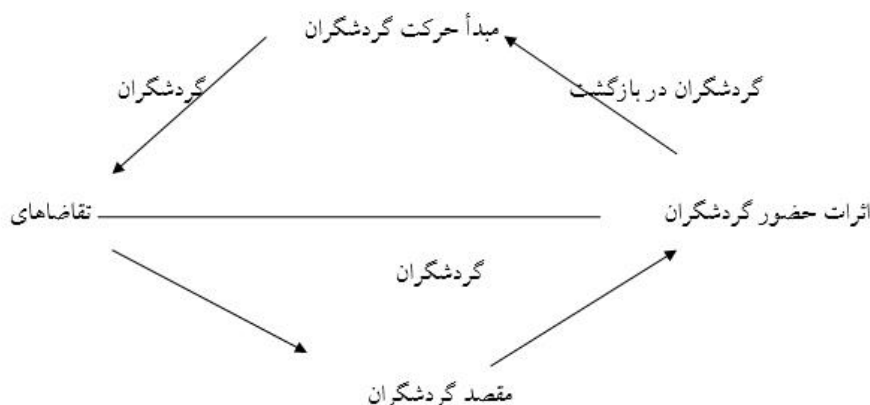 مبدأ حرکت گردشگران
گردشگران در بازگشت
گردشگران
اثرات حضور گردشگران
تقاضاهای
گردشگران
مقصد گردشگران